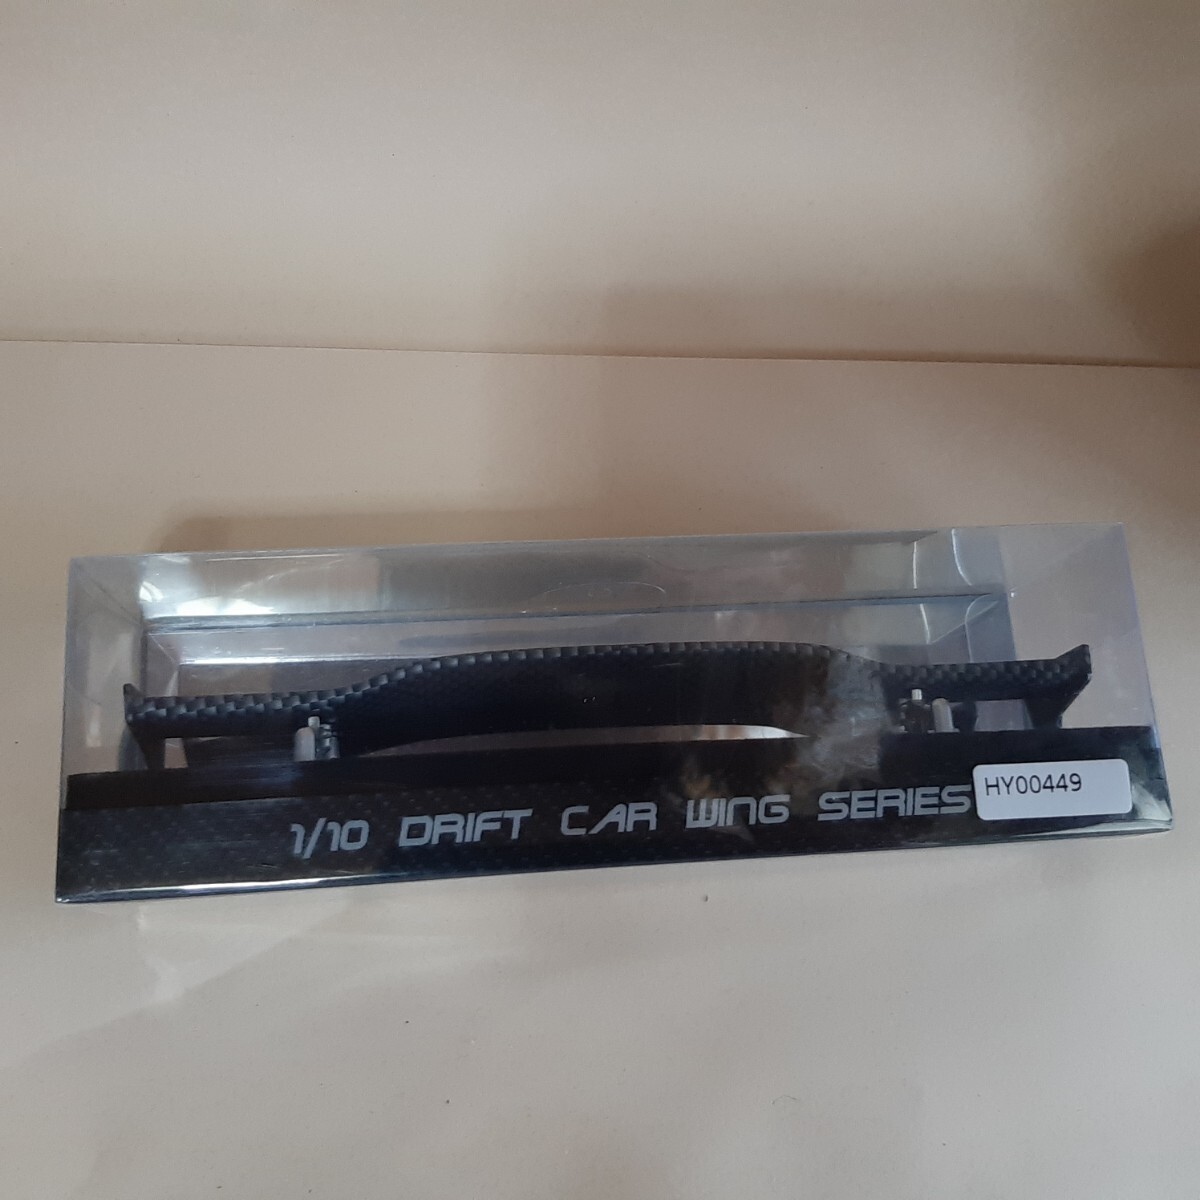 1/10 DRIFT CAR WING SERIES
HY00449